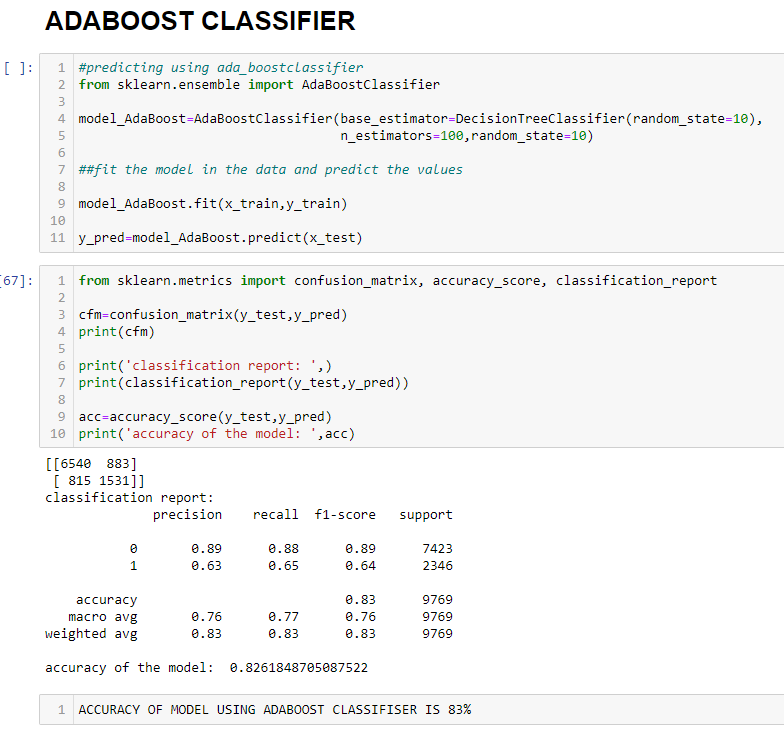 ADABOOST CLASSIFIER
[ ]:
1 #predicting using ada_boostclassifier
2 from sklearn.ensemble import AdaBoostClassifier
3
4 model_AdaBoost=AdaBoostClassifier(base_estimator=DecisionTreeClassifier(random_state=10),
5 n_estimators=100,random_state=10)
6
7 ##fit the model in the data and predict the values
8
9 model_AdaBoost.fit(x_train,y_train)
10
11 y_pred=model_AdaBoost.predict(x_test)
[67]:
1 from sklearn.metrics import confusion_matrix, accuracy_score, classification_report
2
3 cfm=confusion_matrix(y_test,y_pred)
4 print(cfm)
5
6 print('classification report: ',)
7 print(classification_report(y_test,y_pred))
8
9 acc=accuracy_score(y_test,y_pred)
10 print('accuracy of the model: ',acc)
[[6540 883]
[ 815 1531]]
classification report:
precision recall f1-score support
0 0.89 0.88 0.89 7423
1 0.63 0.65 0.64 2346
accuracy 0.83 9769
macro avg 0.76 0.77 0.76 9769
weighted avg 0.83 0.83 0.83 9769
accuracy of the model: 0.8261848705087522
1 ACCURACY OF MODEL USING ADABOOST CLASSIFISER IS 83%